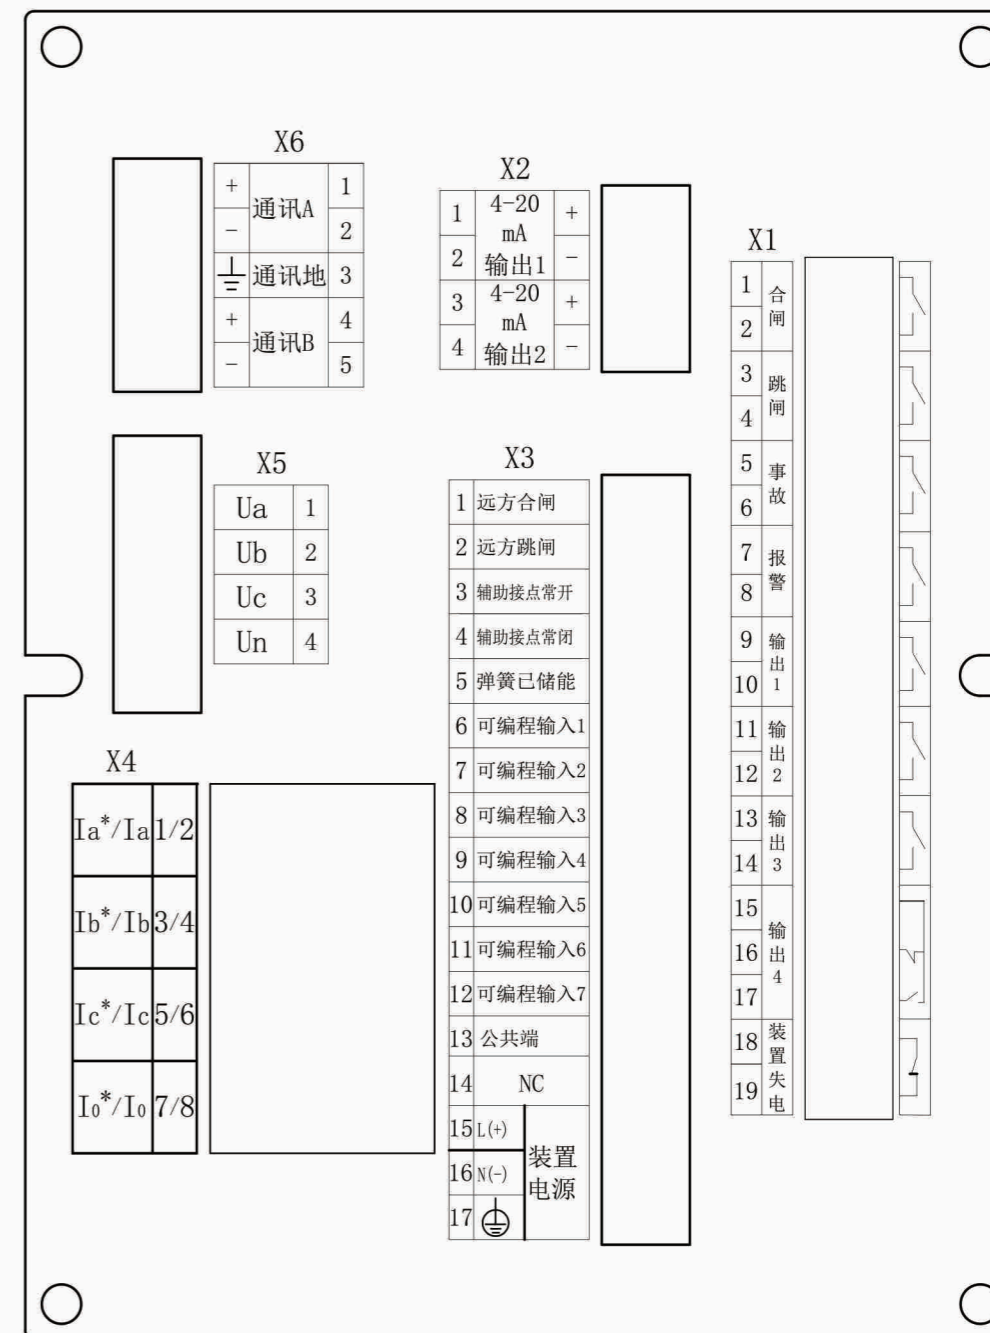 X6
+ 通讯A 1
- 2
通讯地 3
+ 通讯B 4
- 5
X2
1 4-20 mA 输出1 +
2 -
3 4-20 mA 输出2 +
4 -
X1
1 合闸
2
3 跳闸
4
5 事故
6
7 报警
8
9 输出1
10
11 输出2
12
13 输出3
14
15 输出4
16
17
18 装置失电
19
X5
Ua 1
Ub 2
Uc 3
Un 4
X3
1 远方合闸
2 远方跳闸
3 辅助接点常开
4 辅助接点常闭
5 弹簧已储能
6 可编程输入1
7 可编程输入2
8 可编程输入3
9 可编程输入4
10 可编程输入5
11 可编程输入6
12 可编程输入7
13 公共端
14 NC
15 L(+) 装置电源
16 N(-)
17
X4
Ia*/Ia 1/2
Ib*/Ib 3/4
Ic*/Ic 5/6
I0*/I0 7/8